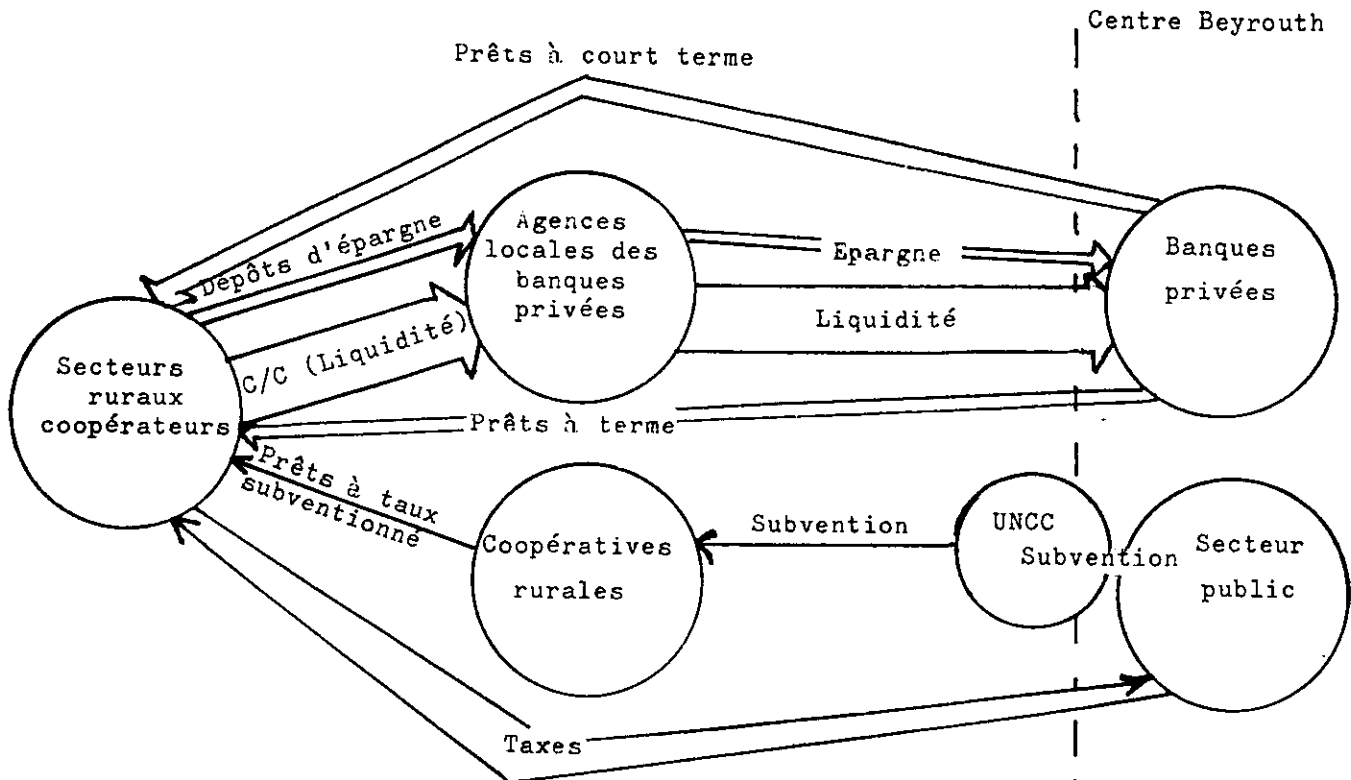 Centre Beyrouth
Prêts à court terme
Dépôts d'épargne
Agences
locales des
banques
privées
Epargne
Banques
privées
C/C (Liquidité)
Liquidité
Secteurs
ruraux
coopérateurs
Prêts à terme
Prêts à taux
subventionné
Coopératives
rurales
Subvention
UNCC
Subvention
Secteur
public
Taxes